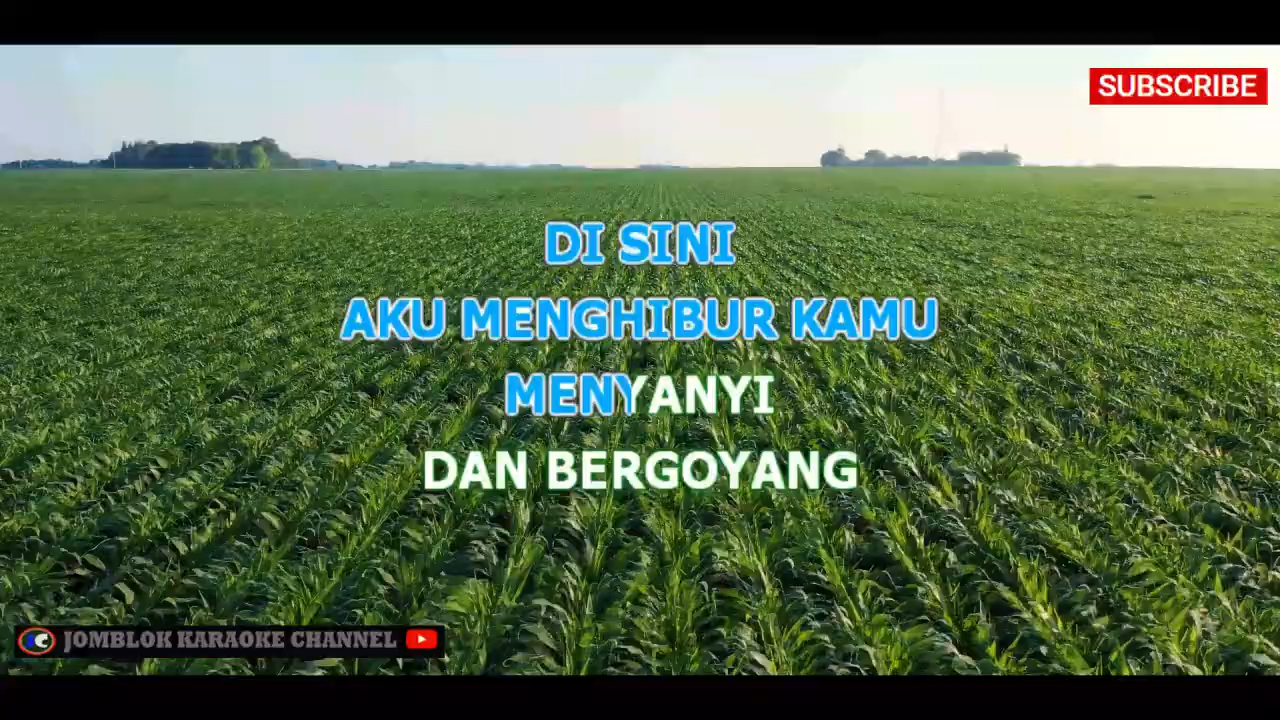 SUBSCRIBE
DI SINI
AKU MENGHIBUR KAMU
MENYANYI
DAN BERGOYANG
JOMBLOK KARAOKE CHANNEL